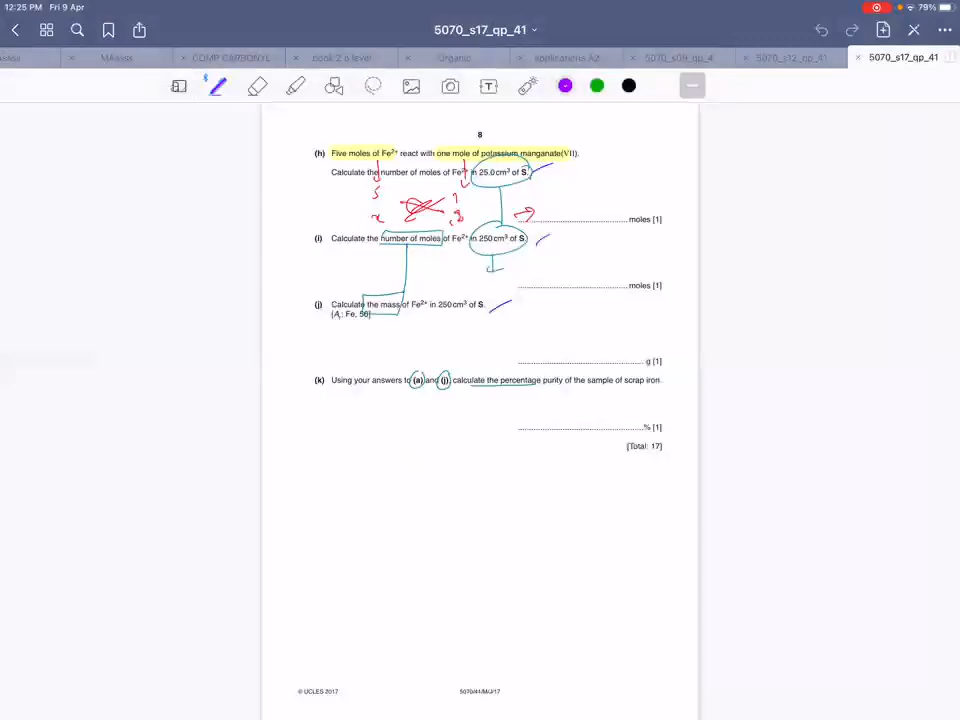 12:25 PM Fri 9 Apr
79%
5070_s17_qp_41
MAsiss
COMP CARBONYL
book 2 a level
Organic
applinations A2
5070_s09_qp_4
5070_s12_qp_41
5070_s17_qp_41
8
(h) Five moles of Fe²⁺ react with one mole of potassium manganate(VII).
Calculate the number of moles of Fe²⁺ in 25.0 cm³ of S.
5 1
x
moles [1]
(i) Calculate the number of moles of Fe²⁺ in 250 cm³ of S.
moles [1]
(j) Calculate the mass of Fe²⁺ in 250 cm³ of S.
[Aᵣ: Fe, 56]
g [1]
(k) Using your answers to (a) and (j), calculate the percentage purity of the sample of scrap iron.
% [1]
[Total: 17]
© UCLES 2017
5070/41/M/J/17